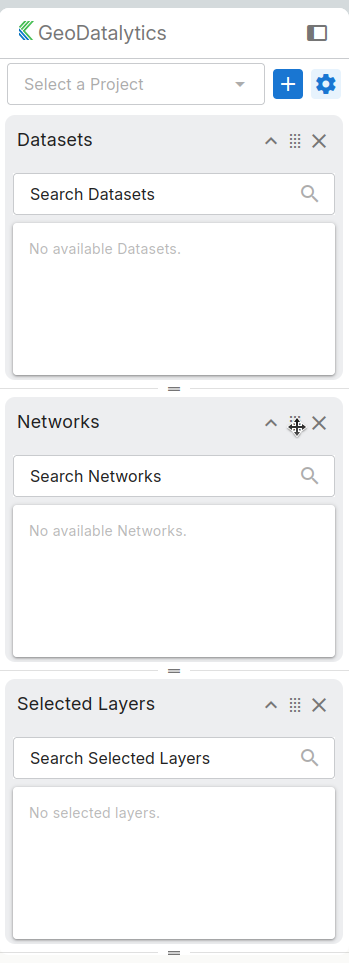 GeoDatalytics
Select a Project
Datasets
Search Datasets
No available Datasets.
Networks
Search Networks
No available Networks.
Selected Layers
Search Selected Layers
No selected layers.